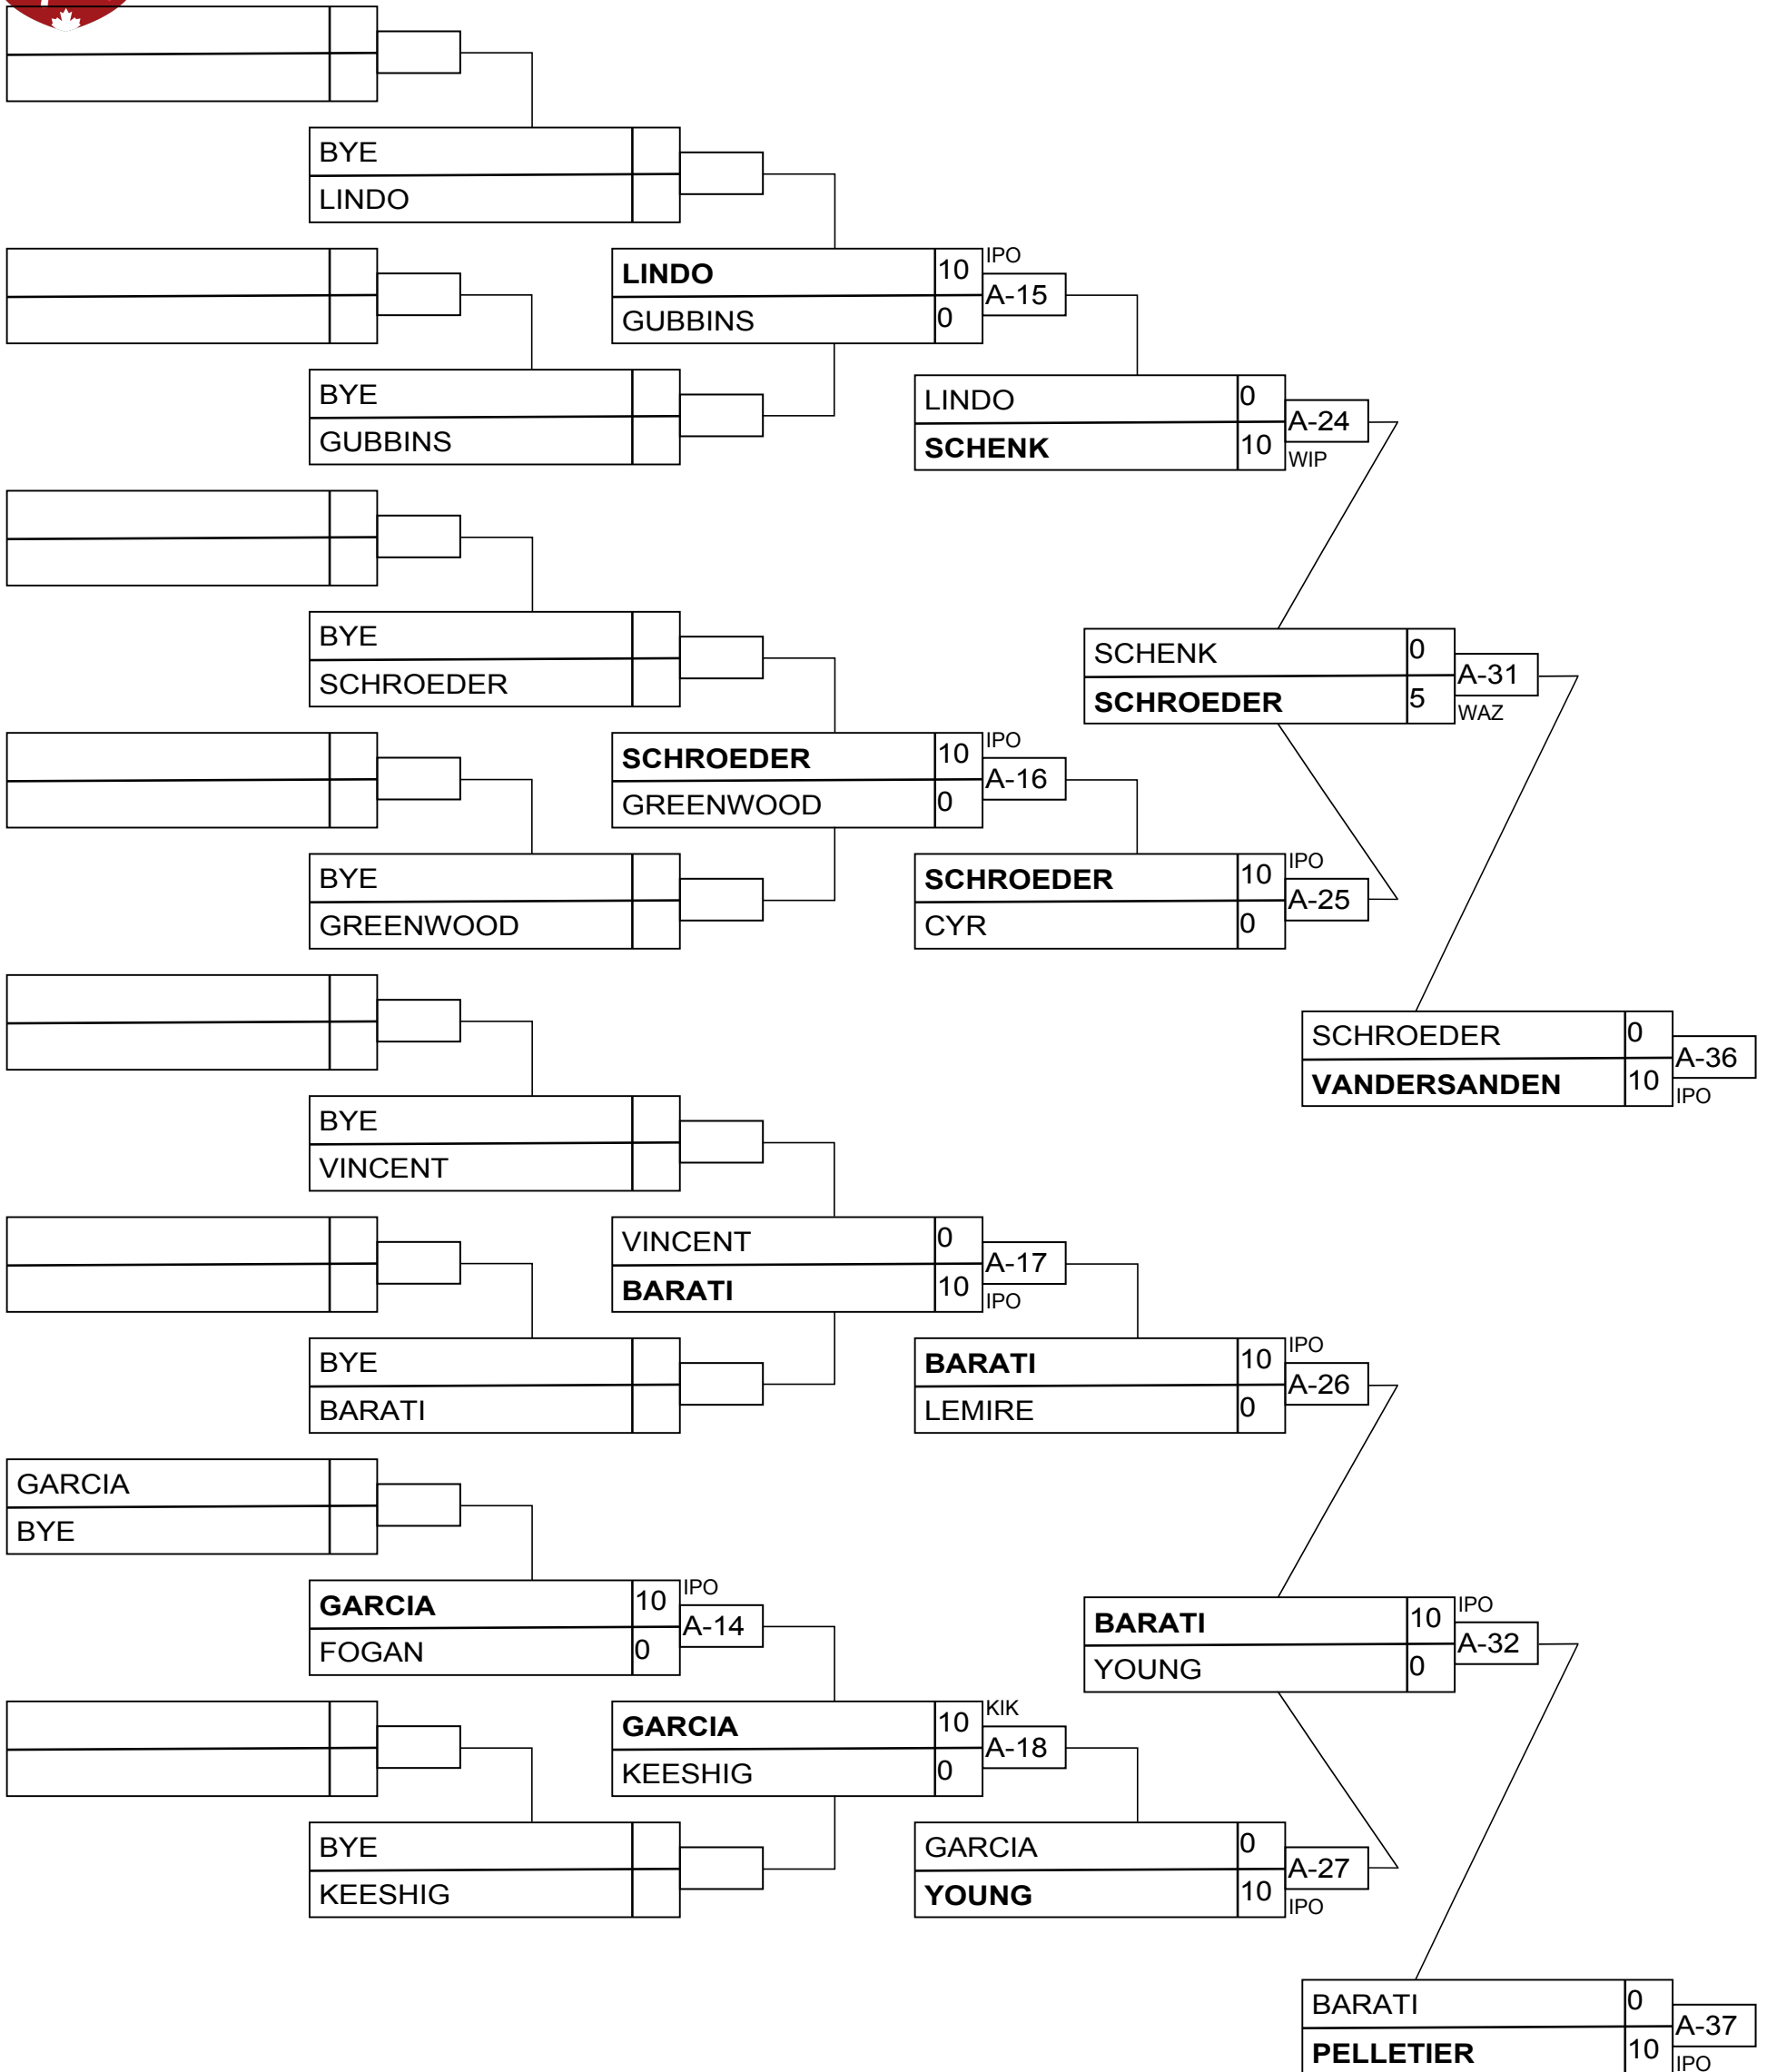 BYE
LINDO
LINDO 10 IPO
A-15
GUBBINS 0
BYE
GUBBINS
LINDO 0
A-24
SCHENK 10 WIP
BYE
SCHROEDER
SCHENK 0
A-31
SCHROEDER 5 WAZ
SCHROEDER 10 IPO
A-16
GREENWOOD 0
BYE
GREENWOOD
SCHROEDER 10 IPO
A-25
CYR 0
SCHROEDER 0
A-36
VANDERSANDEN 10 IPO
BYE
VINCENT
VINCENT 0
A-17
BARATI 10 IPO
BYE
BARATI
BARATI 10 IPO
A-26
LEMIRE 0
GARCIA
BYE
GARCIA 10 IPO
A-14
FOGAN 0
BARATI 10 IPO
A-32
YOUNG 0
GARCIA 10 KIK
A-18
KEESHIG 0
BYE
KEESHIG
GARCIA 0
A-27
YOUNG 10 IPO
BARATI 0
A-37
PELLETIER 10 IPO